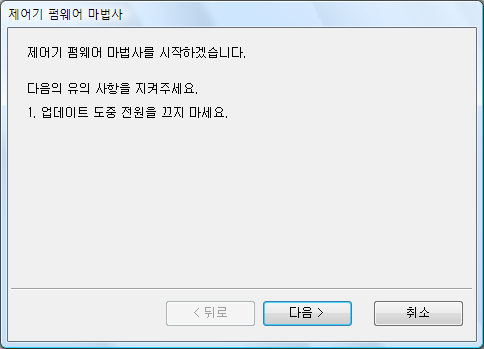 제어기 펌웨어 마법사
제어기 펌웨어 마법사를 시작하겠습니다.
다음의 유의 사항을 지켜주세요.
1. 업데이트 도중 전원을 끄지 마세요.
< 뒤로
다음 >
취소